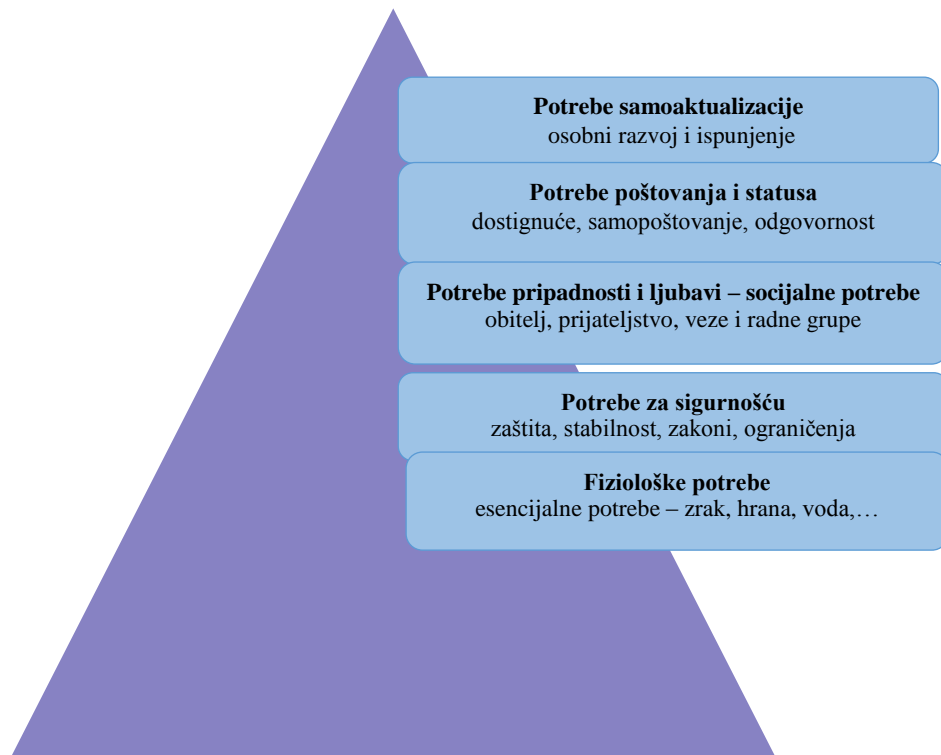 Potrebe samoaktualizacije
osobni razvoj i ispunjenje
Potrebe poštovanja i statusa
dostignuće, samopoštovanje, odgovornost
Potrebe pripadnosti i ljubavi – socijalne potrebe
obitelj, prijateljstvo, veze i radne grupe
Potrebe za sigurnošću
zaštita, stabilnost, zakoni, ograničenja
Fiziološke potrebe
esencijalne potrebe – zrak, hrana, voda,…